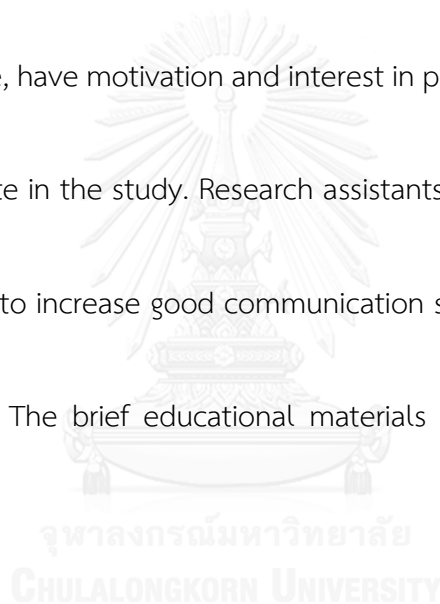 , have motivation and interest in p
te in the study. Research assistants
to increase good communication s
The brief educational materials
จุฬาลงกรณ์มหาวิทยาลัย
CHULALONGKORN UNIVERSITY